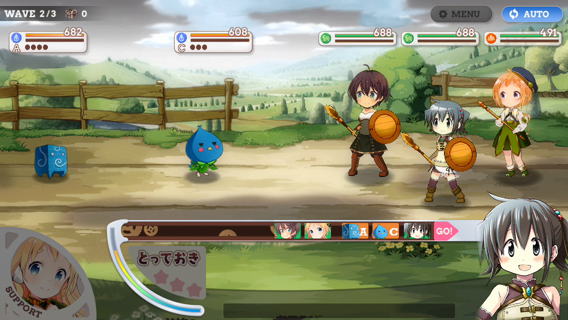 WAVE 2/3 0
MENU
AUTO
682
A
608
C
688
688
491
A
C
GO!
とっておき
SUPPORT